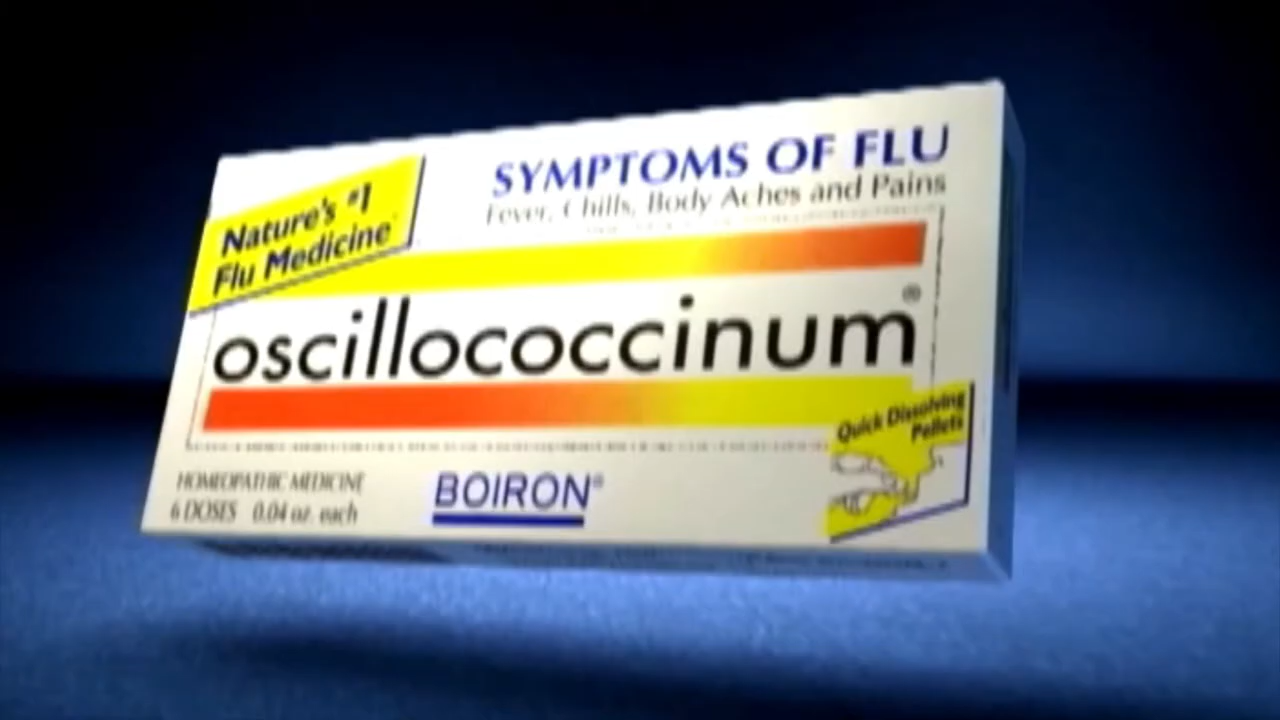 Nature's #1
Flu Medicine
SYMPTOMS OF FLU
Fever, Chills, Body Aches and Pains
oscillococcinum®
Quick Dissolving
Pellets
HOMEOPATHIC MEDICINE
6 DOSES 0.04 oz. each
BOIRON®